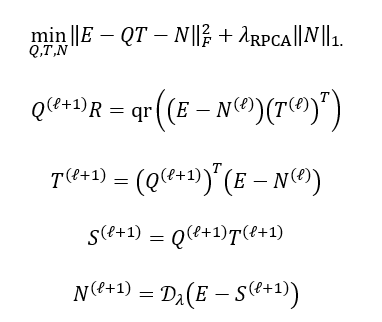 min_{Q,T,N} ‖E − QT − N‖_F^2 + λ_RPCA‖N‖_1.
Q^{(ℓ+1)}R = qr((E − N^{(ℓ)})(T^{(ℓ)})^T)
T^{(ℓ+1)} = (Q^{(ℓ+1)})^T(E − N^{(ℓ)})
S^{(ℓ+1)} = Q^{(ℓ+1)}T^{(ℓ+1)}
N^{(ℓ+1)} = 𝒟_λ(E − S^{(ℓ+1)})